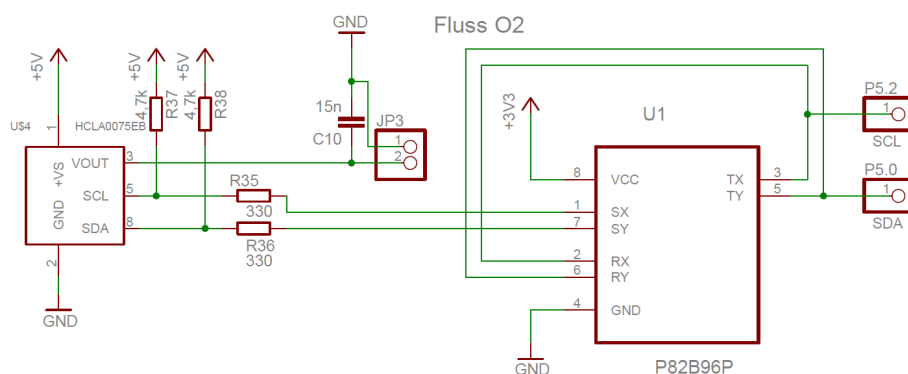 Fluss O2
GND
+5V
+5V
+5V
4,7k
R37
4,7k
R38
15n
C10
JP3
1
2
+3V3
U1
P5.2
1
SCL
P5.0
1
SDA
U$4
HCLA0075EB
1
+VS
GND
2
VOUT
3
SCL
5
SDA
8
R35
330
R36
330
GND
8
VCC
1
SX
7
SY
2
RX
6
RY
4
GND
TX
3
TY
5
GND
P82B96P